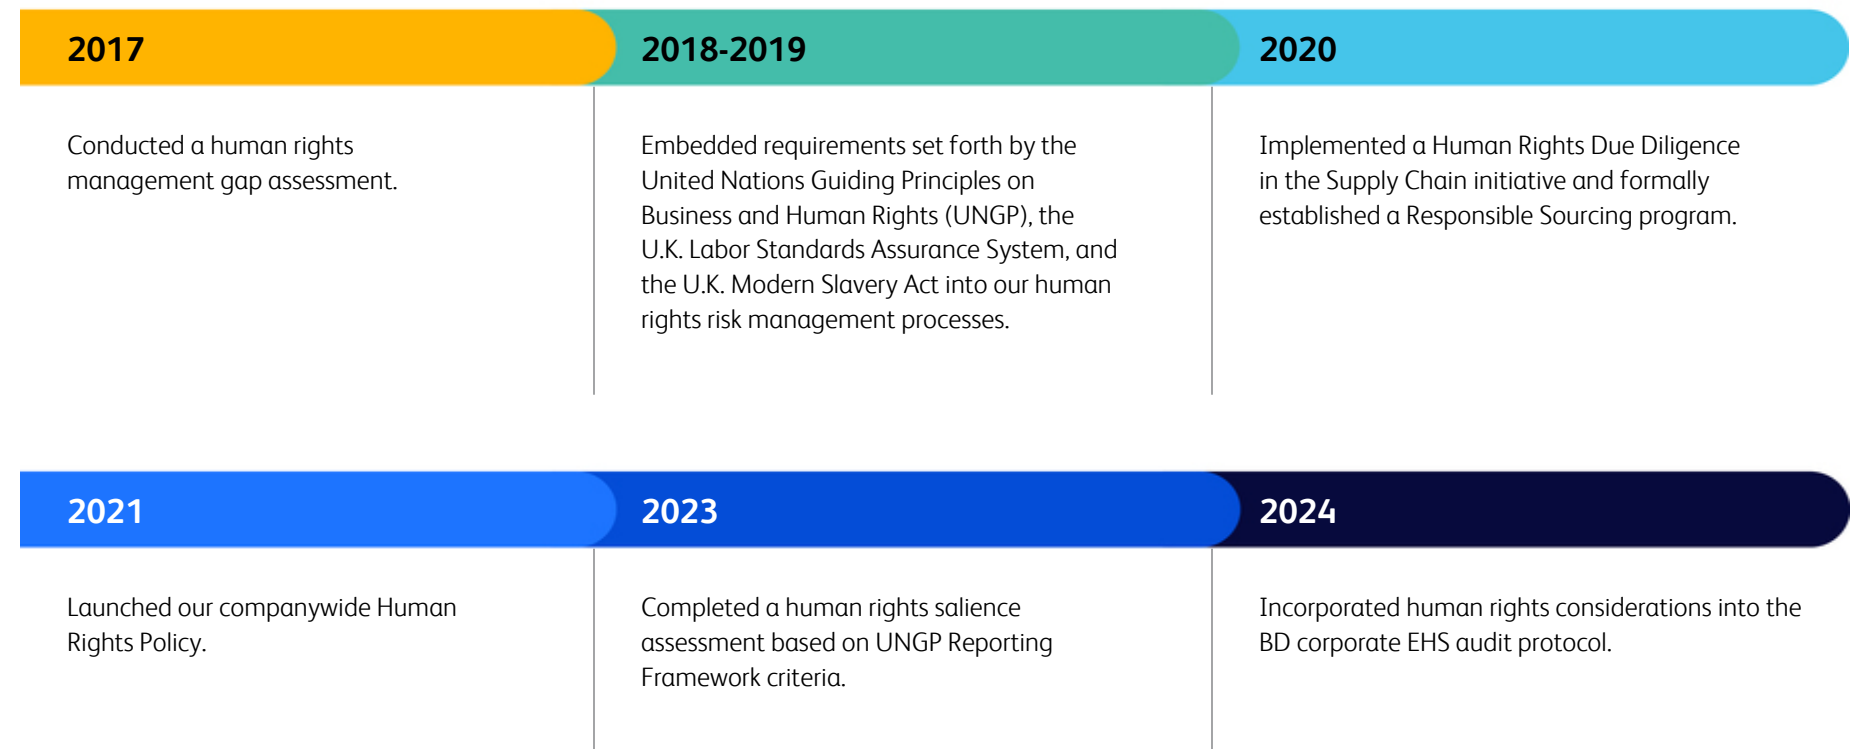 2017
Conducted a human rights
management gap assessment.
2018-2019
Embedded requirements set forth by the
United Nations Guiding Principles on
Business and Human Rights (UNGP), the
U.K. Labor Standards Assurance System, and
the U.K. Modern Slavery Act into our human
rights risk management processes.
2020
Implemented a Human Rights Due Diligence
in the Supply Chain initiative and formally
established a Responsible Sourcing program.
2021
Launched our companywide Human
Rights Policy.
2023
Completed a human rights salience
assessment based on UNGP Reporting
Framework criteria.
2024
Incorporated human rights considerations into the
BD corporate EHS audit protocol.